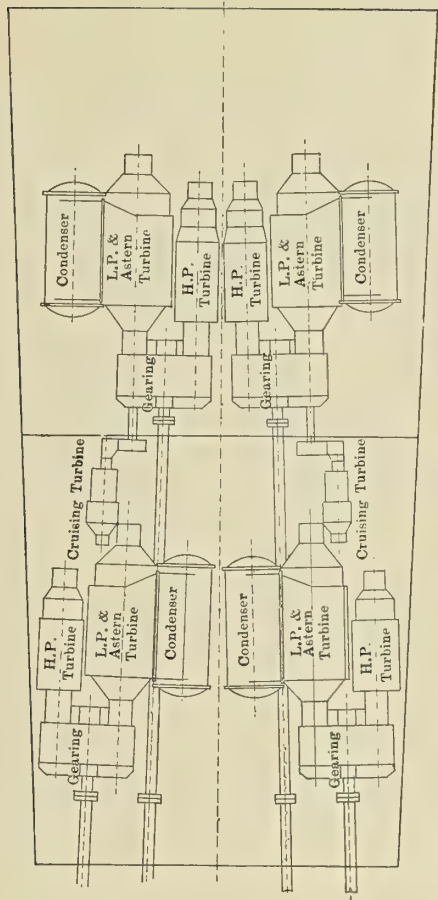 Condenser
L.P. &
Astern
Turbine
H.P.
Turbine
H.P.
Turbine
L.P. &
Astern
Turbine
Condenser
Gearing
Gearing
Cruising Turbine
Cruising Turbine
H.P.
Turbine
L.P. &
Astern
Turbine
Condenser
Condenser
L.P. &
Astern
Turbine
H.P.
Turbine
Gearing
Gearing